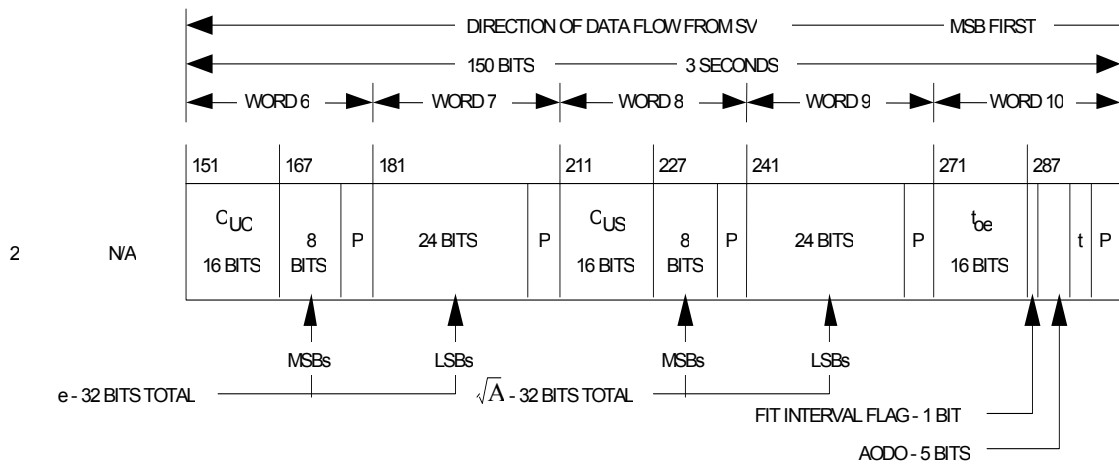 DIRECTION OF DATA FLOW FROM SV MSB FIRST
150 BITS 3 SECONDS
WORD 6 WORD 7 WORD 8 WORD 9 WORD 10
151 167 181 211 227 241 271 287
2 N/A
CUC
16 BITS
8
BITS
P
24 BITS
P
CUS
16 BITS
8
BITS
P
24 BITS
P
toe
16 BITS
t
P
MSBs LSBs MSBs LSBs
e - 32 BITS TOTAL √A - 32 BITS TOTAL
FIT INTERVAL FLAG - 1 BIT
AODO - 5 BITS